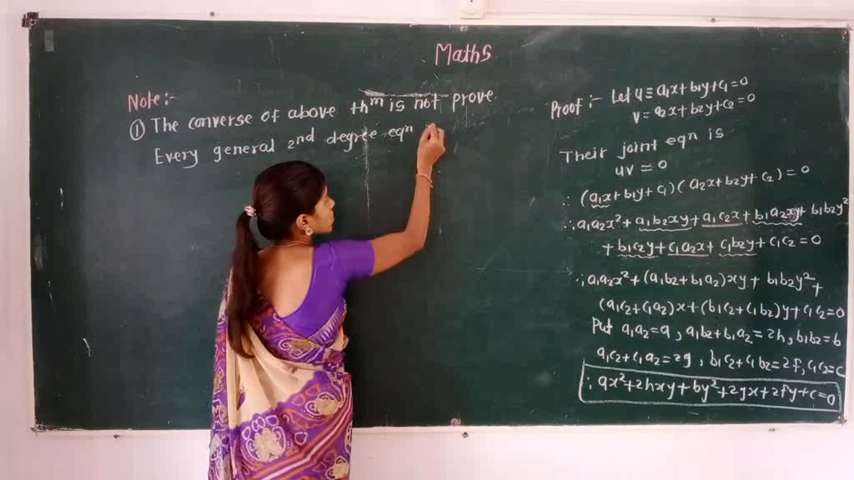 Maths
Note:-
① The converse of above thm is not prove.
Every general 2nd degree eqn
Proof :- Let u ≡ a₁x+b₁y+c₁=0
v = a₂x+b₂y+c₂=0
Their joint eqn is
uv = 0
∴ (a₁x+b₁y+c₁)(a₂x+b₂y+c₂)=0
∴ a₁a₂x²+a₁b₂xy+a₁c₂x+b₁a₂xy+b₁b₂y²
+b₁c₂y+c₁a₂x+c₁b₂y+c₁c₂=0
∴ a₁a₂x²+(a₁b₂+b₁a₂)xy+b₁b₂y²+
(a₁c₂+c₁a₂)x+(b₁c₂+c₁b₂)y+c₁c₂=0
Put a₁a₂=a, a₁b₂+b₁a₂=2h, b₁b₂=b
a₁c₂+c₁a₂=2g, b₁c₂+c₁b₂=2f, c₁c₂=c
∴ ax²+2hxy+by²+2gx+2fy+c=0